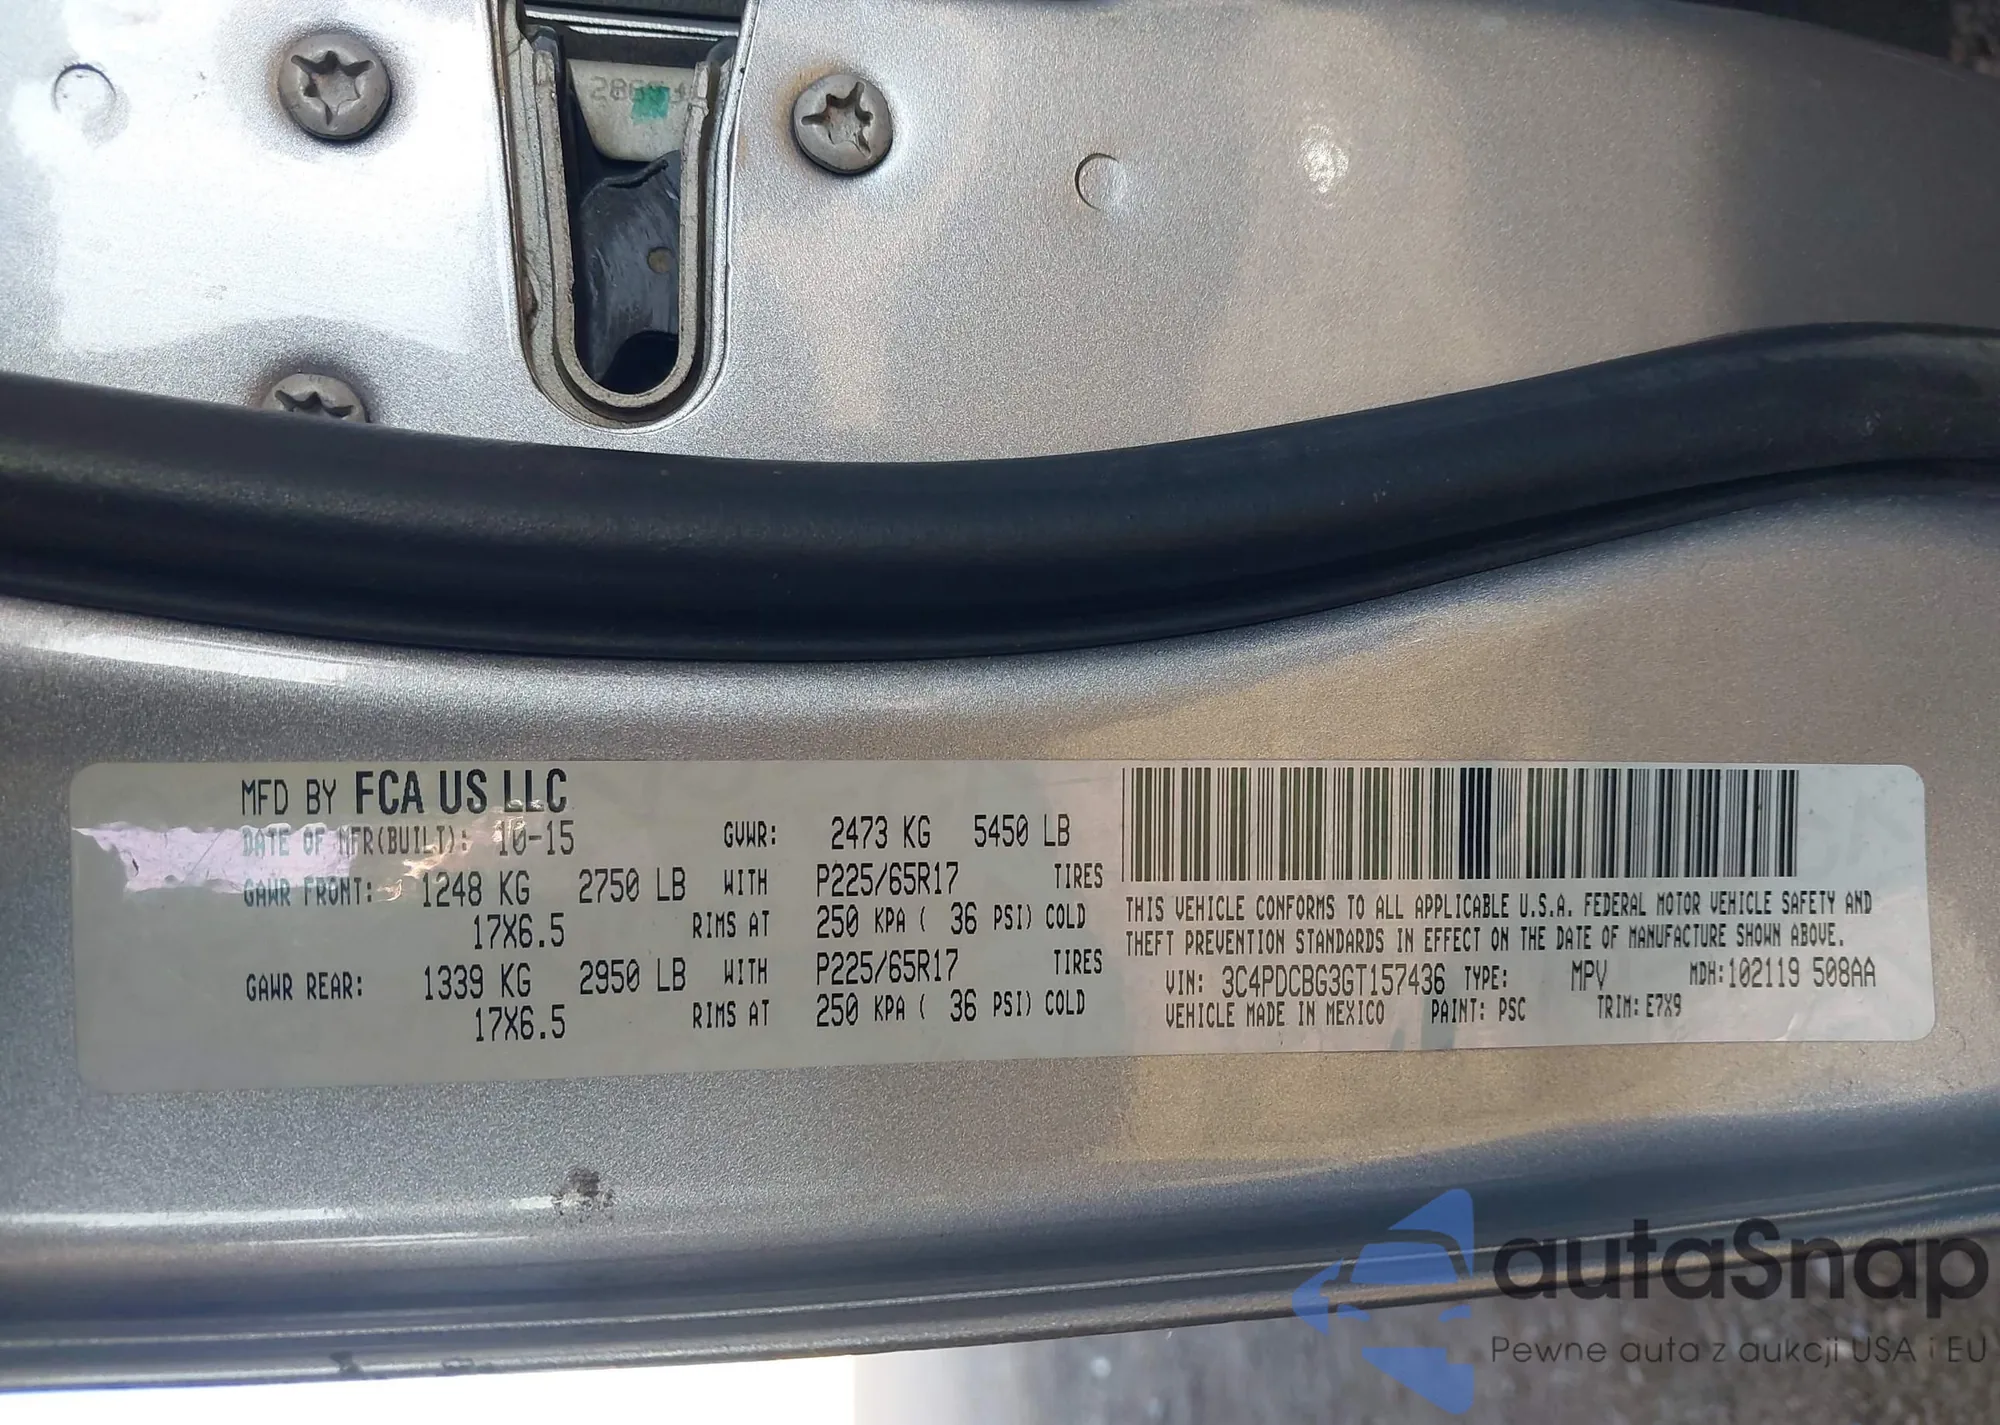 MFD BY FCA US LLC
DATE OF MFR(BUILT): 10-15 GVWR: 2473 KG 5450 LB
GAWR FRONT: 1248 KG 2750 LB WITH P225/65R17 TIRES
17X6.5 RIMS AT 250 KPA ( 36 PSI) COLD
GAWR REAR: 1339 KG 2950 LB WITH P225/65R17 TIRES
17X6.5 RIMS AT 250 KPA ( 36 PSI) COLD
THIS VEHICLE CONFORMS TO ALL APPLICABLE U.S.A. FEDERAL MOTOR VEHICLE SAFETY AND
THEFT PREVENTION STANDARDS IN EFFECT ON THE DATE OF MANUFACTURE SHOWN ABOVE.
VIN: 3C4PDCBG3GT157436 TYPE: MPV MDH:102119 508AA
VEHICLE MADE IN MEXICO PAINT: PSC TRIM: E7X9
autaSnap
Pewne auta z aukcji USA i EU